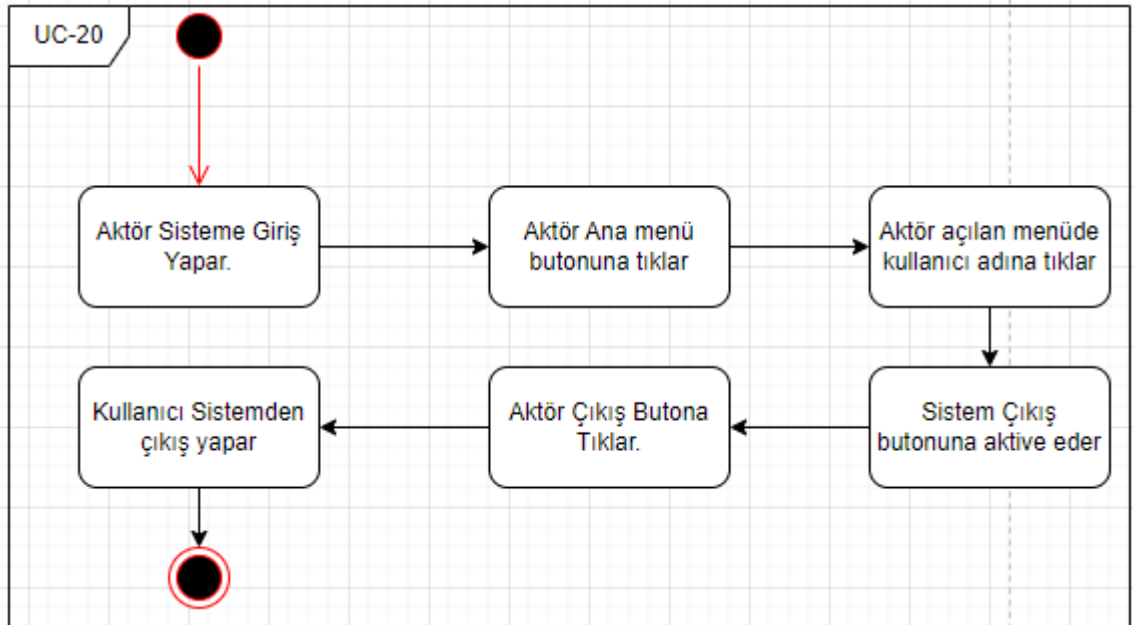 UC-20
Aktör Sisteme Giriş
Yapar.
Aktör Ana menü
butonuna tıklar
Aktör açılan menüde
kullanıcı adına tıklar
Sistem Çıkış
butonuna aktive eder
Aktör Çıkış Butona
Tıklar.
Kullanıcı Sistemden
çıkış yapar